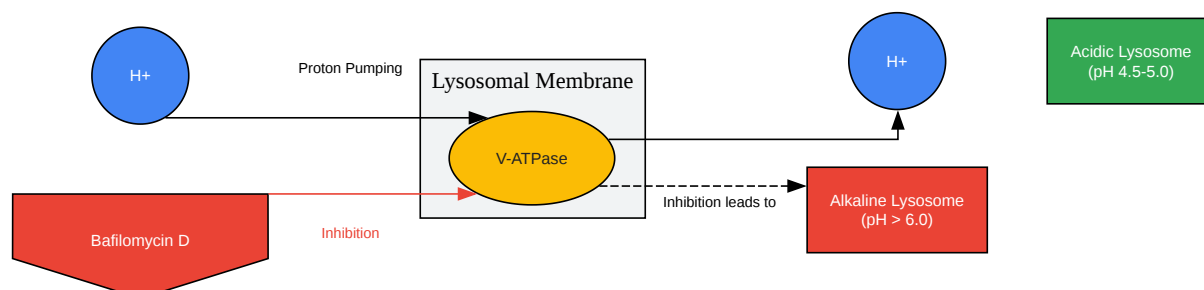 H+
Proton Pumping
Lysosomal Membrane
V-ATPase
H+
Acidic Lysosome
(pH 4.5-5.0)
Bafilomycin D
Inhibition
Inhibition leads to
Alkaline Lysosome
(pH > 6.0)